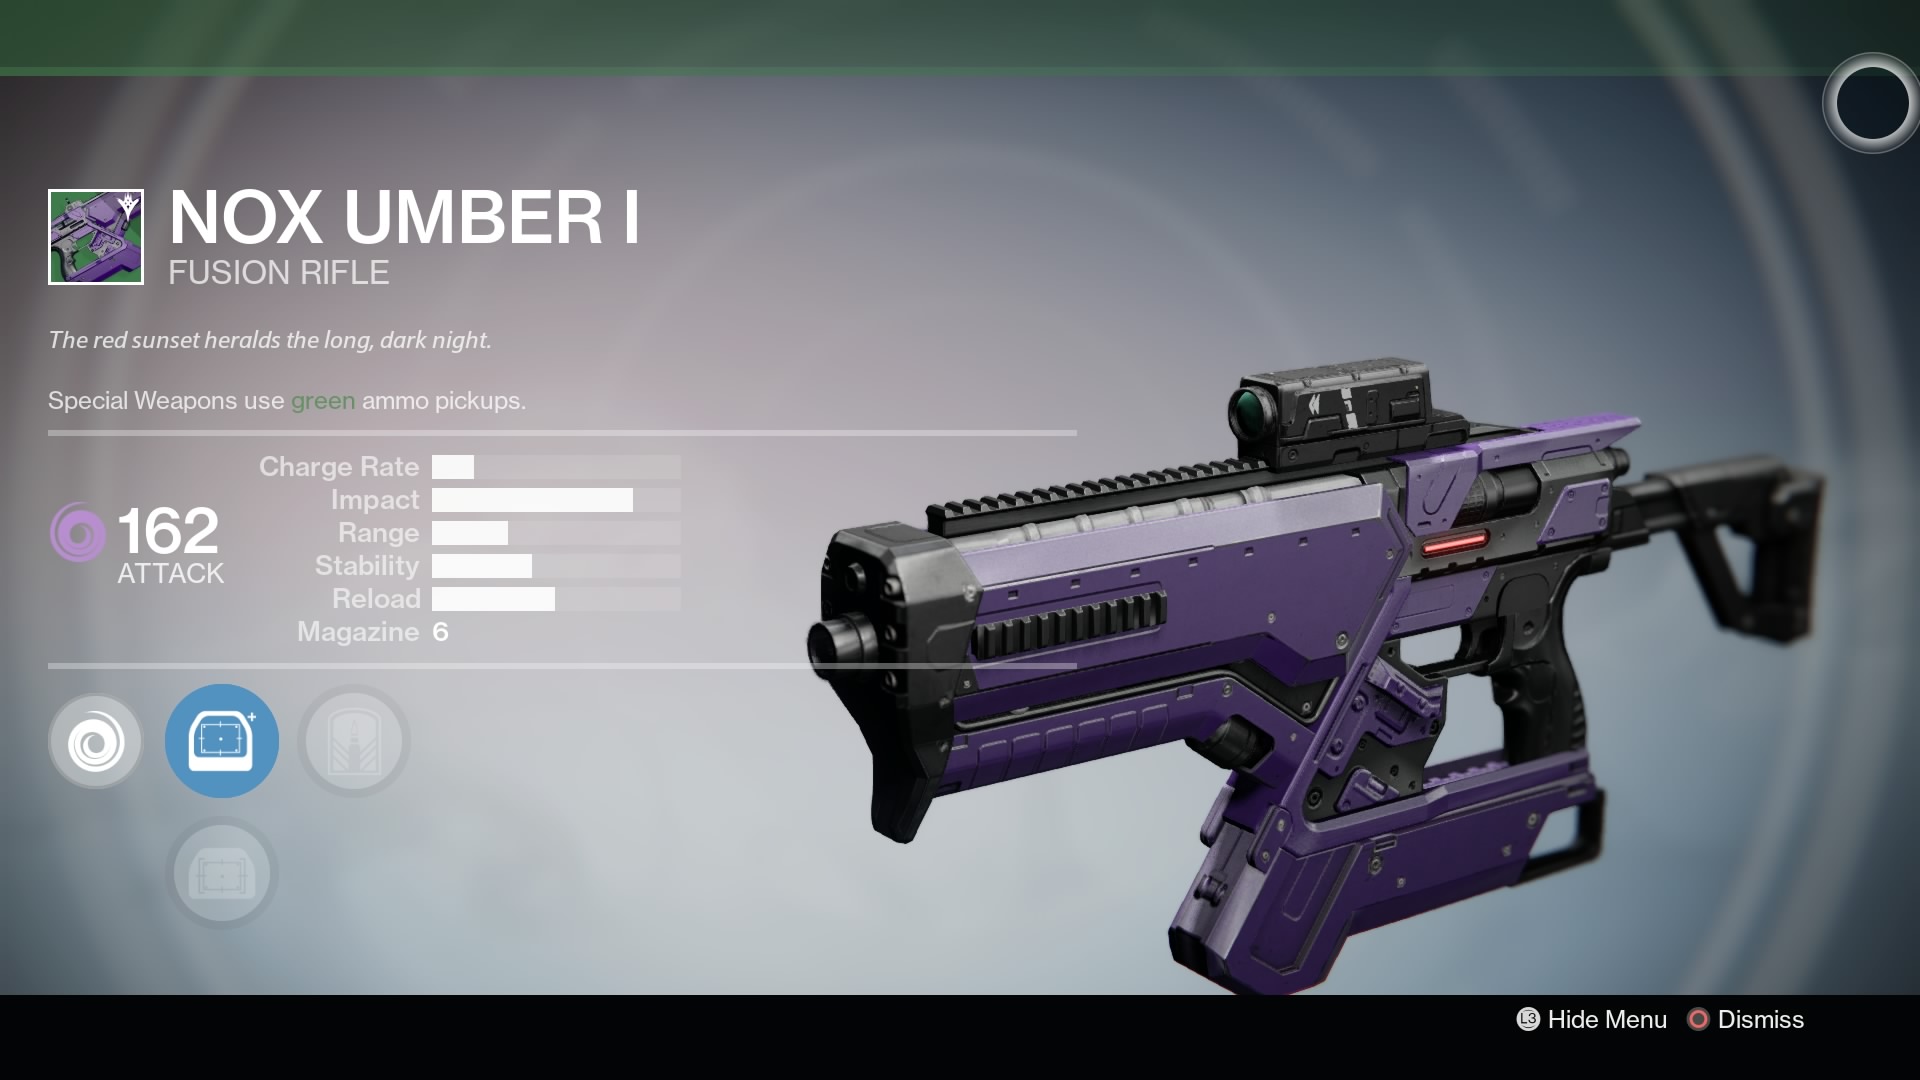 NOX UMBER I
FUSION RIFLE
The red sunset heralds the long, dark night.
Special Weapons use green ammo pickups.
162
ATTACK
Charge Rate
Impact
Range
Stability
Reload
Magazine 6
L3 Hide Menu Dismiss